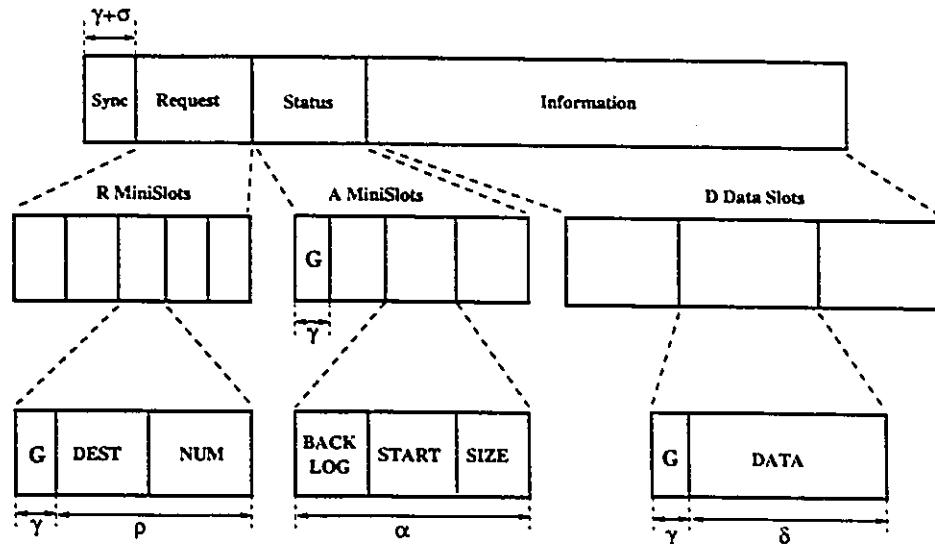 γ+σ
Sync Request Status Information
R MiniSlots A MiniSlots D Data Slots
G
γ
G DEST NUM
BACK LOG START SIZE
G DATA
γ ρ α γ δ